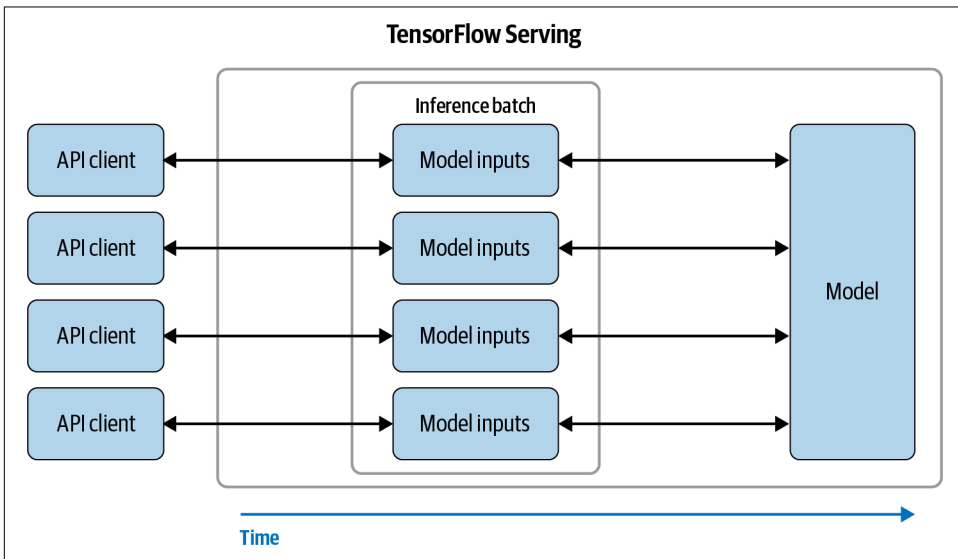 TensorFlow Serving
Inference batch
API client
Model inputs
API client
Model inputs
API client
Model inputs
API client
Model inputs
Model
Time